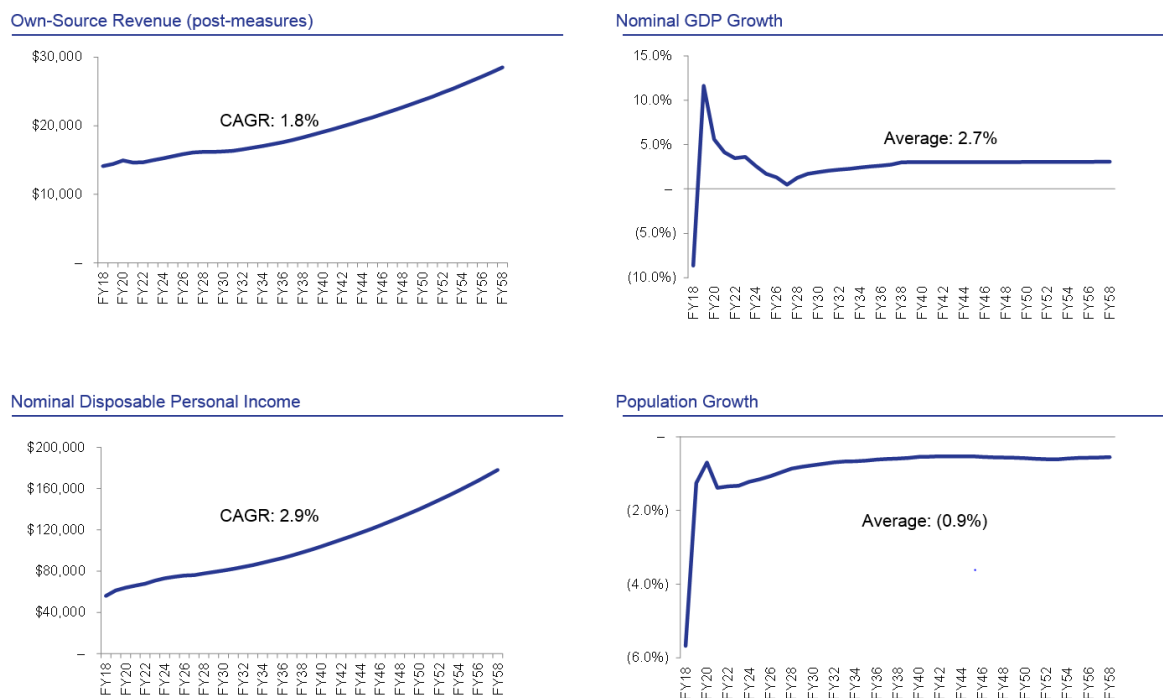 Own-Source Revenue (post-measures)
$30,000
$20,000
$10,000
–
CAGR: 1.8%
FY18 FY20 FY22 FY24 FY26 FY28 FY30 FY32 FY34 FY36 FY38 FY40 FY42 FY44 FY46 FY48 FY50 FY52 FY54 FY56 FY58
Nominal GDP Growth
15.0%
10.0%
5.0%
–
(5.0%)
(10.0%)
Average: 2.7%
FY18 FY20 FY22 FY24 FY26 FY28 FY30 FY32 FY34 FY36 FY38 FY40 FY42 FY44 FY46 FY48 FY50 FY52 FY54 FY56 FY58
Nominal Disposable Personal Income
$200,000
$160,000
$120,000
$80,000
$40,000
–
CAGR: 2.9%
FY18 FY20 FY22 FY24 FY26 FY28 FY30 FY32 FY34 FY36 FY38 FY40 FY42 FY44 FY46 FY48 FY50 FY52 FY54 FY56 FY58
Population Growth
–
(2.0%)
(4.0%)
(6.0%)
Average: (0.9%)
FY18 FY20 FY22 FY24 FY26 FY28 FY30 FY32 FY34 FY36 FY38 FY40 FY42 FY44 FY46 FY48 FY50 FY52 FY54 FY56 FY58